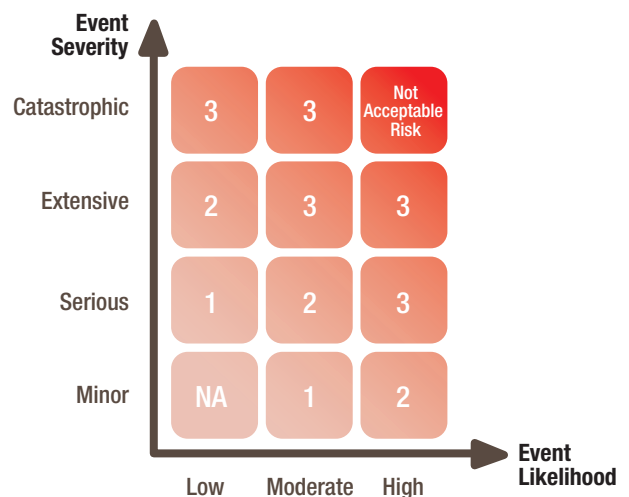 Event
Severity
Catastrophic
3
3
Not
Acceptable
Risk
Extensive
2
3
3
Serious
1
2
3
Minor
NA
1
2
Event
Likelihood
Low
Moderate
High